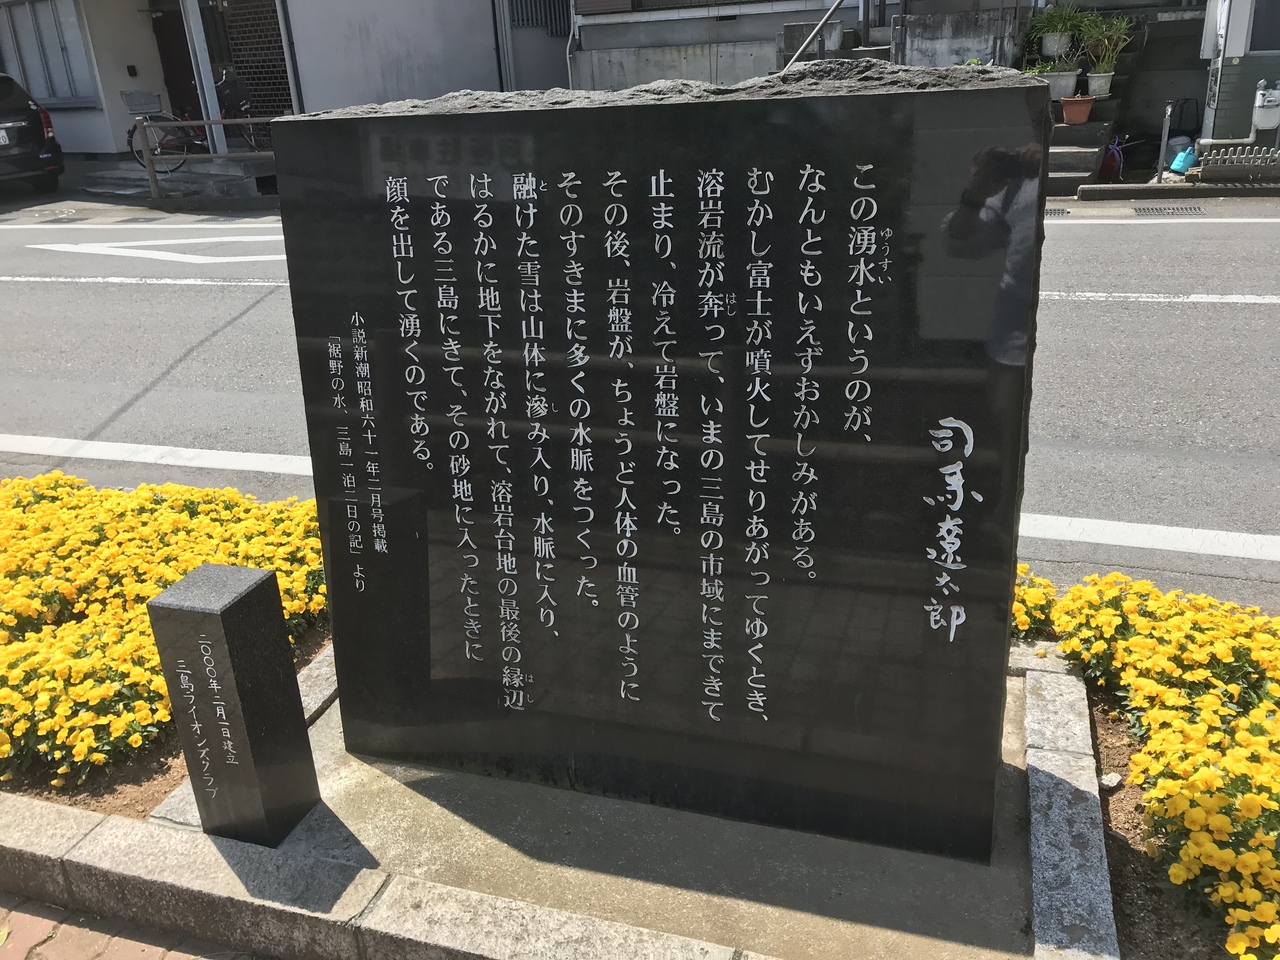 司馬遼太郎
この湧水というのが、
なんともいえずおかしみがある。
むかし富士が噴火してせりあがってゆくとき、
溶岩流が奔って、いまの三島の市域にまできて
止まり、冷えて岩盤になった。
その後、岩盤が、ちょうど人体の血管のように
そのすきまに多くの水脈をつくった。
融けた雪は山体に滲み入り、水脈に入り、
はるかに地下をながれて、溶岩台地の最後の縁辺
である三島にきて、その砂地に入ったときに
顔を出して湧くのである。
小説新潮昭和六十一年二月号掲載
「裾野の水、三島一泊二日の記」より
ゆうすい
はし
と
し
はし
二〇〇〇年二月一日建立
三島ライオンズクラブ